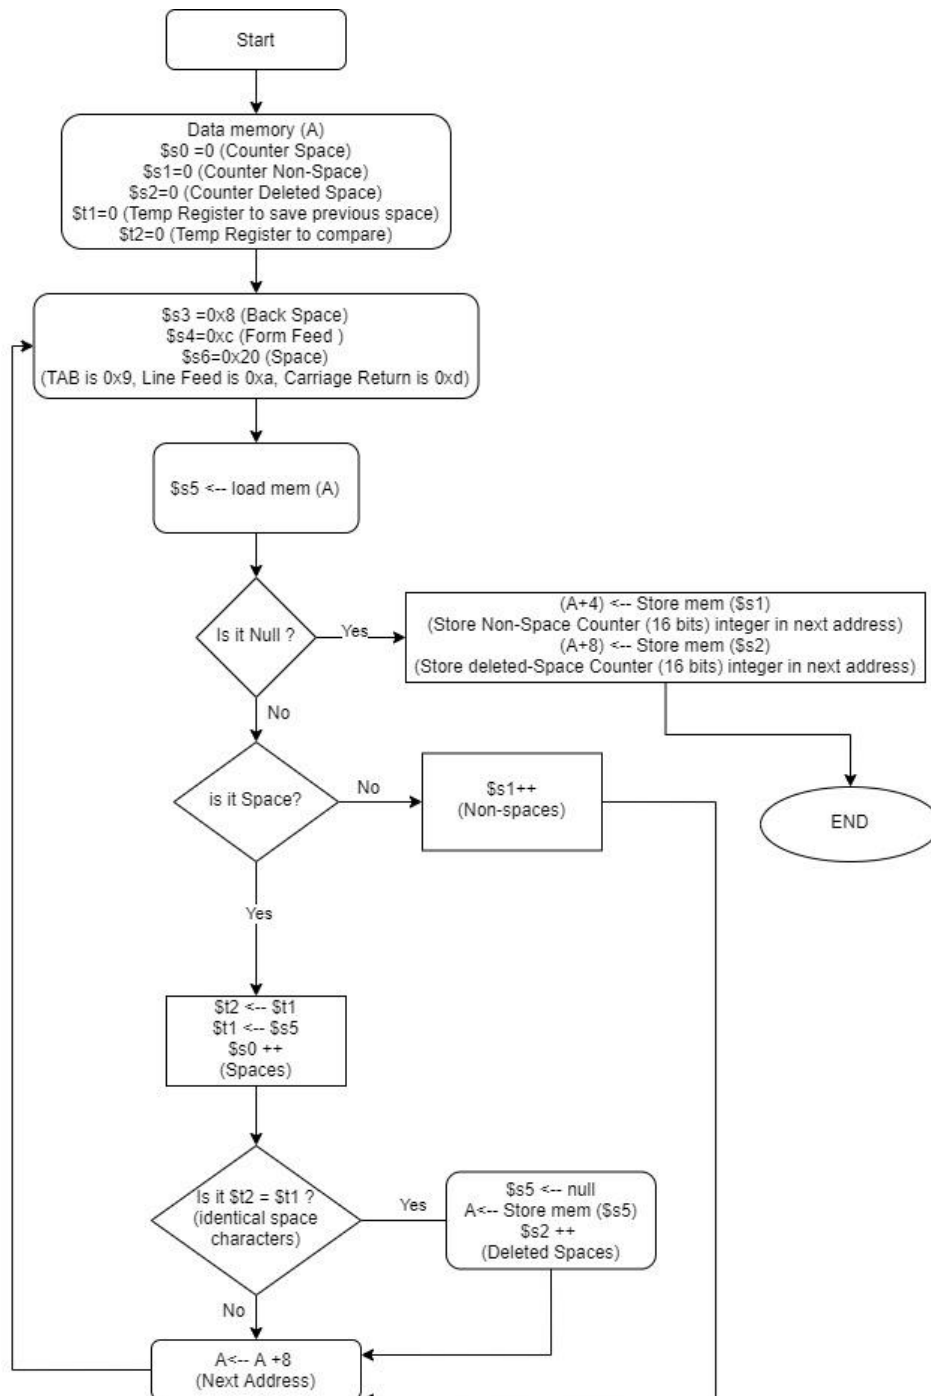 Start
Data memory (A)
$s0 =0 (Counter Space)
$s1=0 (Counter Non-Space)
$s2=0 (Counter Deleted Space)
$t1=0 (Temp Register to save previous space)
$t2=0 (Temp Register to compare)
$s3 =0x8 (Back Space)
$s4=0xc (Form Feed )
$s6=0x20 (Space)
(TAB is 0x9, Line Feed is 0xa, Carriage Return is 0xd)
$s5 <-- load mem (A)
Is it Null ?
Yes
(A+4) <-- Store mem ($s1)
(Store Non-Space Counter (16 bits) integer in next address)
(A+8) <-- Store mem ($s2)
(Store deleted-Space Counter (16 bits) integer in next address)
No
is it Space?
No
$s1++
(Non-spaces)
END
Yes
$t2 <-- $t1
$t1 <-- $s5
$s0 ++
(Spaces)
Is it $t2 = $t1 ?
(identical space
characters)
Yes
$s5 <-- null
A<-- Store mem ($s5)
$s2 ++
(Deleted Spaces)
No
A<-- A +8
(Next Address)